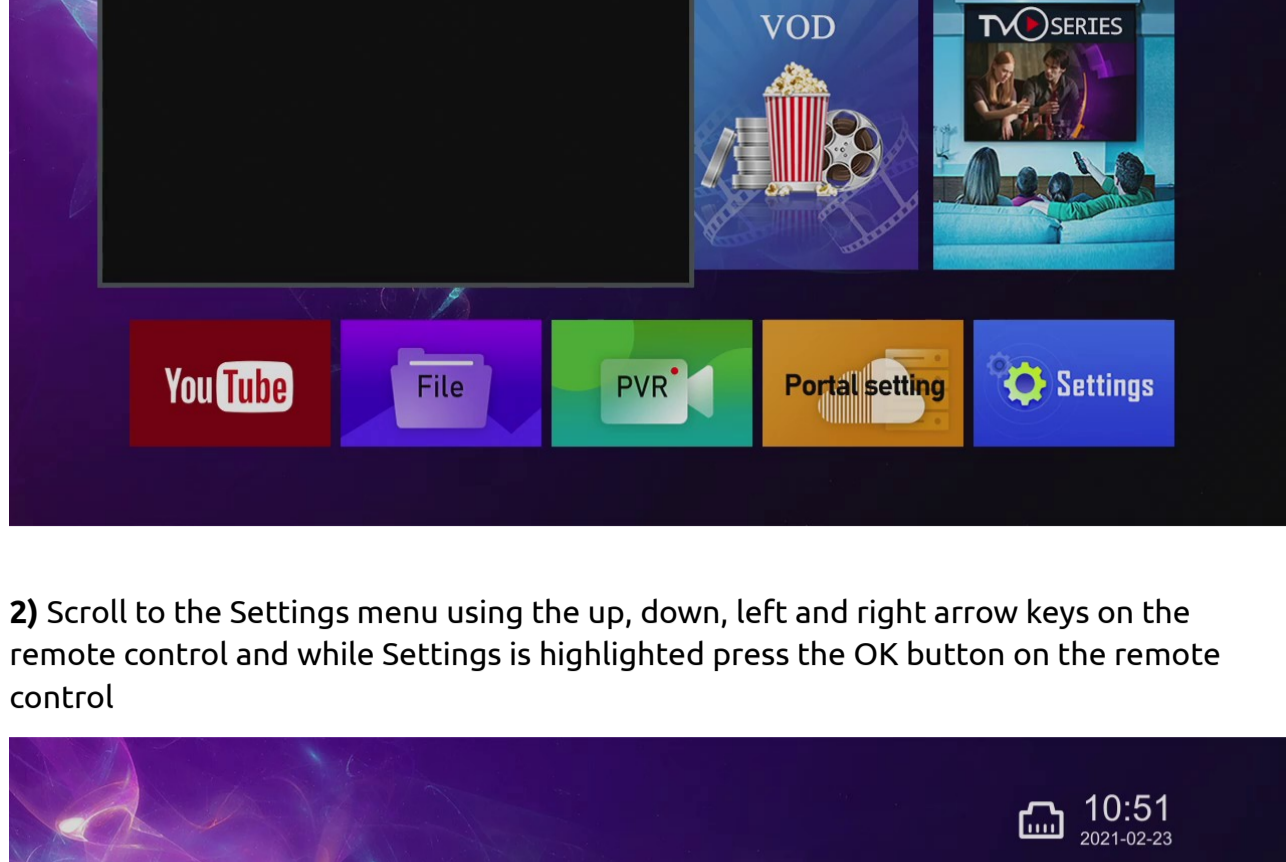 VOD
TV SERIES
YouTube
File
PVR
Portal setting
Settings
2) Scroll to the Settings menu using the up, down, left and right arrow keys on the
remote control and while Settings is highlighted press the OK button on the remote
control
10:51
2021-02-23